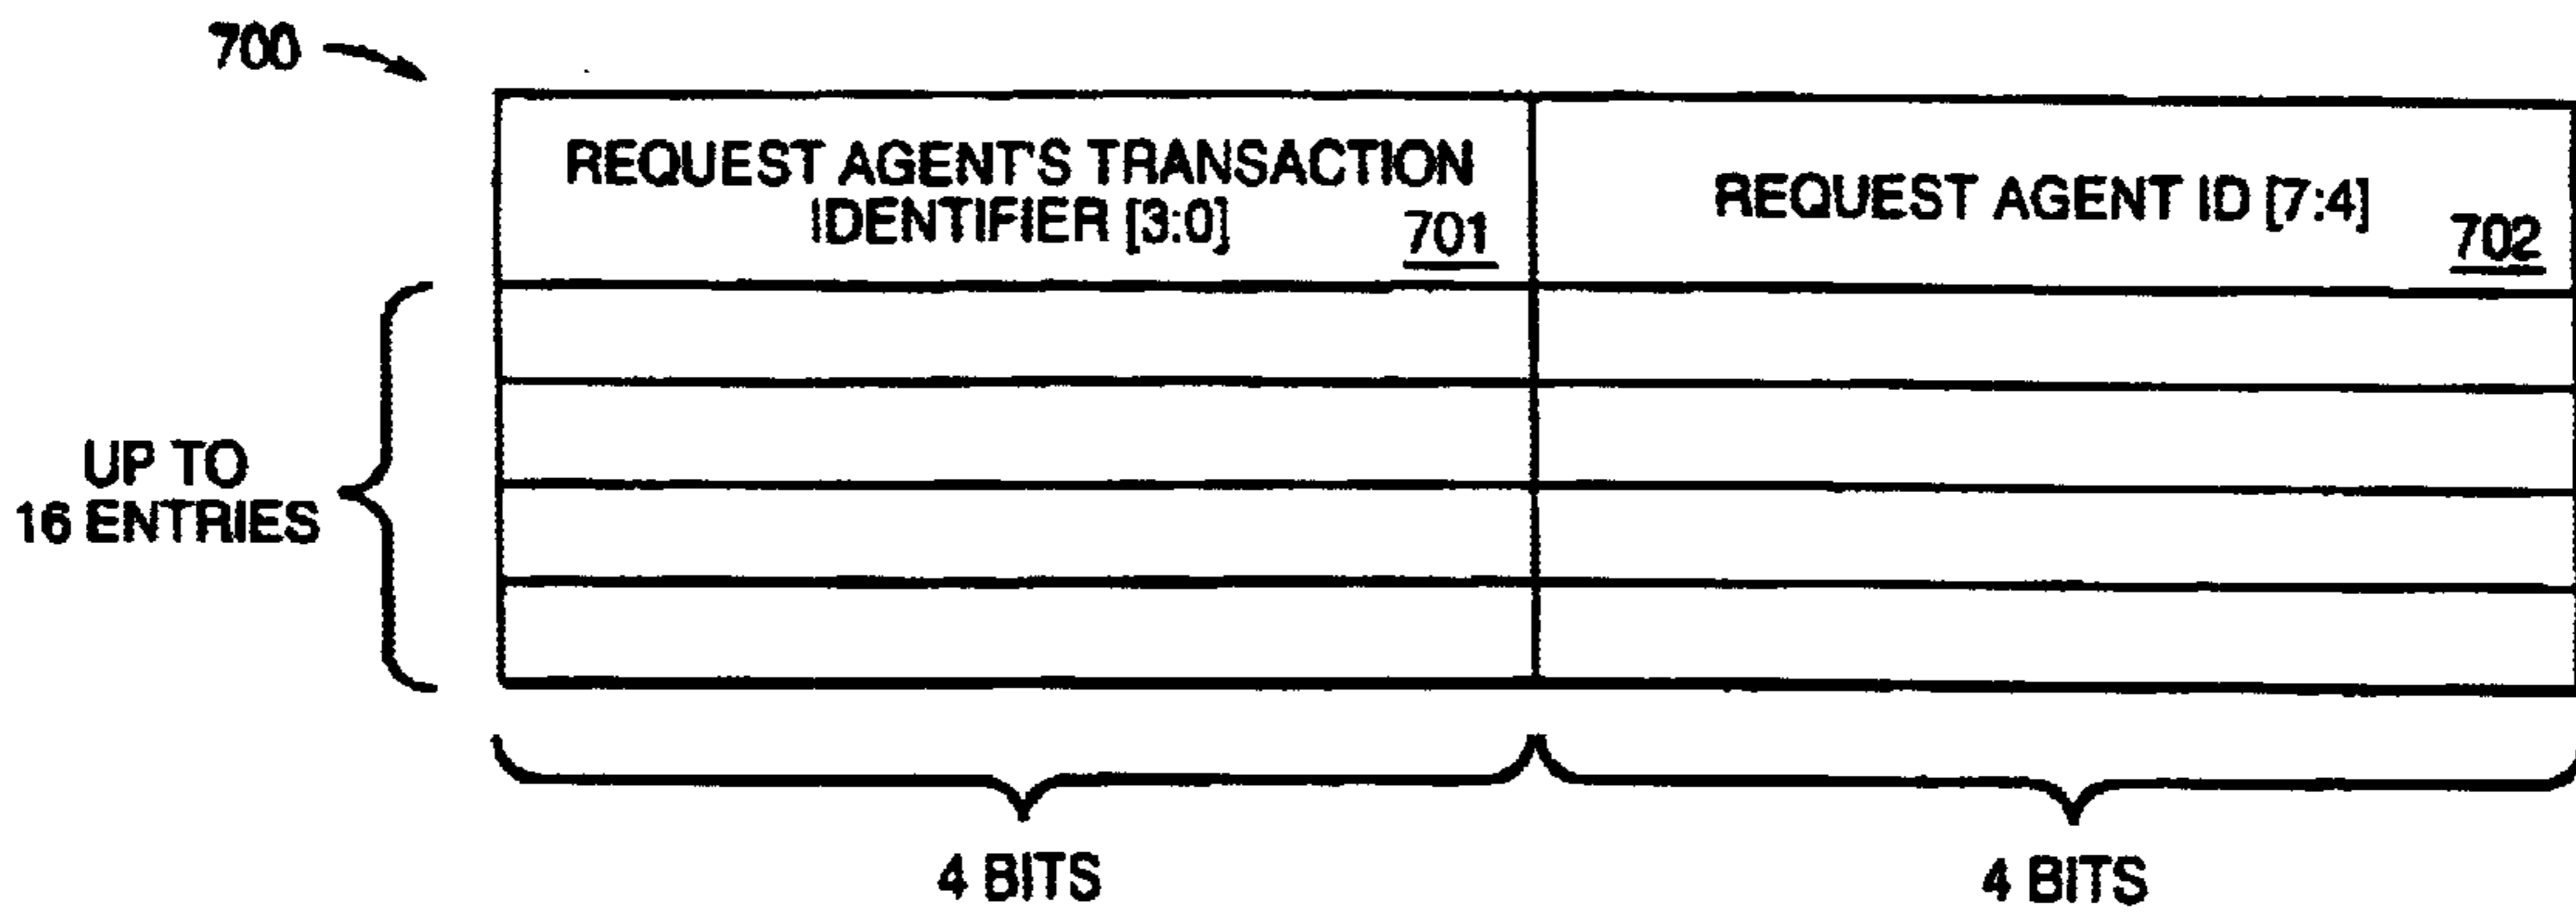 700
REQUEST AGENT'S TRANSACTION
IDENTIFIER [3:0]
701
REQUEST AGENT ID [7:4]
702
UP TO
16 ENTRIES
4 BITS
4 BITS